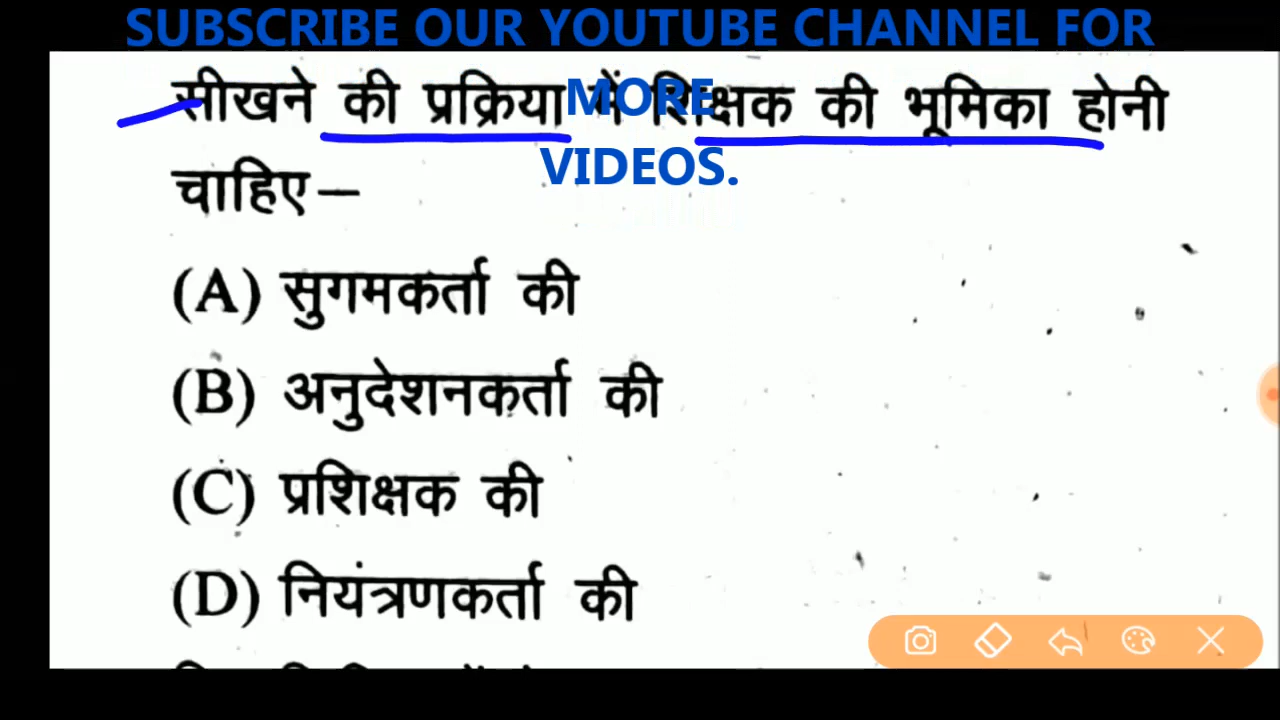 SUBSCRIBE OUR YOUTUBE CHANNEL FOR
MORE
VIDEOS.
सीखने की प्रक्रिया में शिक्षक की भूमिका होनी
चाहिए—
(A) सुगमकर्ता की
(B) अनुदेशनकर्ता की
(C) प्रशिक्षक की
(D) नियंत्रणकर्ता की